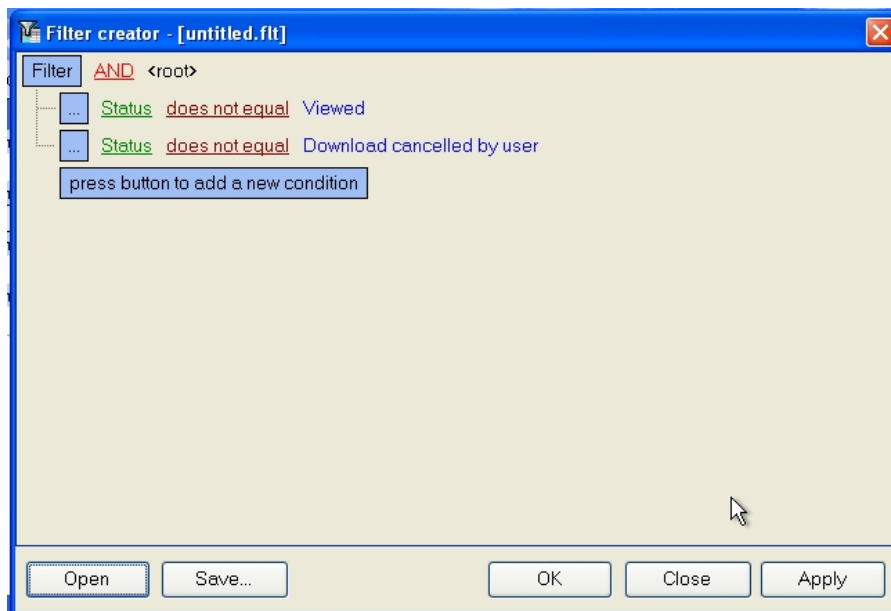 Filter creator - [untitled.flt]
Filter AND <root>
... Status does not equal Viewed
... Status does not equal Download cancelled by user
press button to add a new condition
Open Save... OK Close Apply